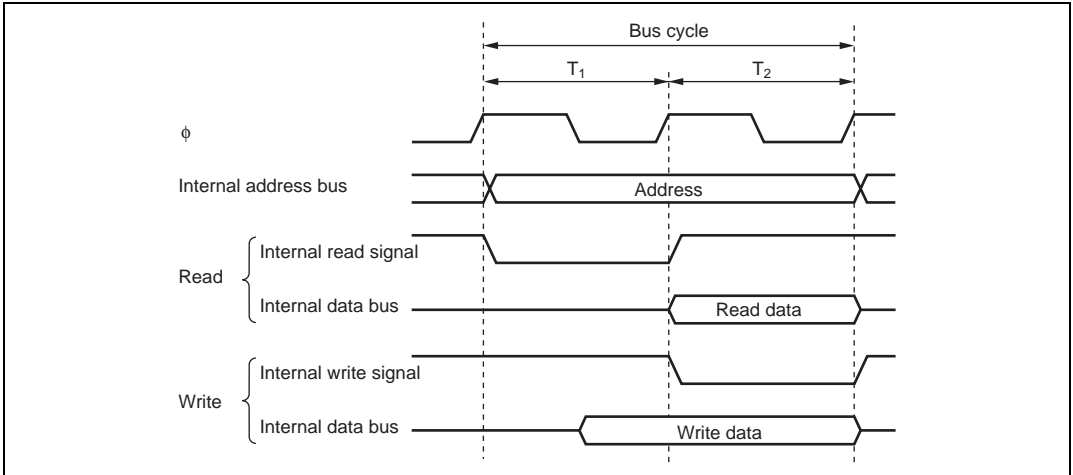 Bus cycle
T1 T2
ϕ
Internal address bus Address
Read Internal read signal
Internal data bus Read data
Write Internal write signal
Internal data bus Write data